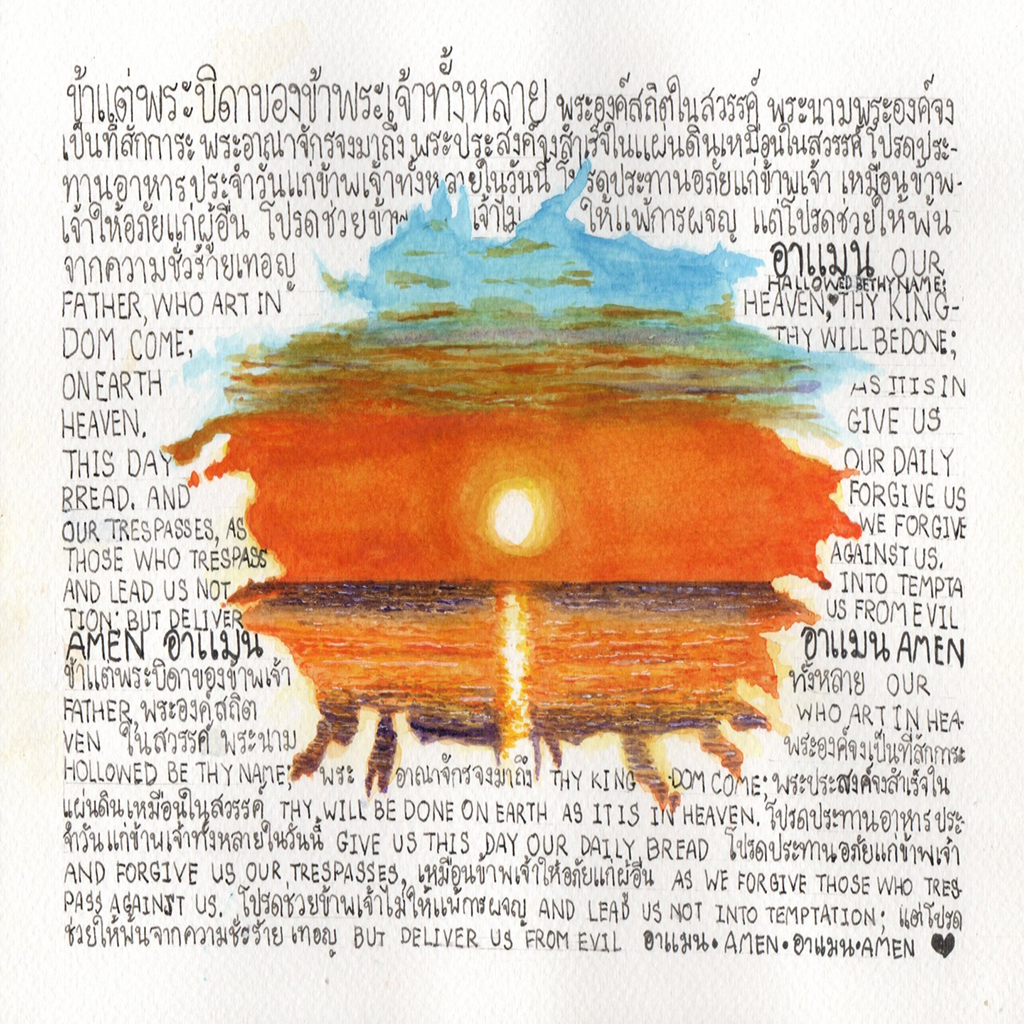 ข้าแต่พระบิดาของข้าพระเจ้าทั้งหลาย พระองค์สถิตในสวรรค์ พระนามพระองค์จง
เป็นที่สักการะ พระอาณาจักรจงมาถึง พระประสงค์จงสำเร็จในแผ่นดินเหมือนในสวรรค์ โปรดประ-
ทานอาหารประจำวันแก่ข้าพเจ้าทั้งหลายในวันนี้ โปรดประทานอภัยแก่ข้าพเจ้า เหมือนข้าพ-
เจ้าให้อภัยแก่ผู้อื่น โปรดช่วยข้าพ เจ้าไม่ ให้แพ้การผจญ แต่โปรดช่วยให้พ้น
จากความชั่วร้ายเทอญ อาแมน OUR
HALLOWED BE THY NAME;
FATHER, WHO ART IN HEAVEN, THY KING-
DOM COME; THY WILL BE DONE;
ON EARTH AS IT IS IN
HEAVEN. GIVE US
THIS DAY OUR DAILY
BREAD. AND FORGIVE US
OUR TRESPASSES, AS WE FORGIVE
THOSE WHO TRESPASS AGAINST US.
AND LEAD US NOT INTO TEMPTA
TION; BUT DELIVER US FROM EVIL
AMEN อาแมน อาแมน AMEN
ข้าแต่พระบิดาของข้าพเจ้า ทั้งหลาย OUR
FATHER, พระองค์สถิต WHO ART IN HEA-
VEN ในสวรรค์ พระนาม พระองค์จงเป็นที่สักการะ
HOLLOWED BE THY NAME; พระ อาณาจักรจงมาถึง THY KING DOM COME; พระประสงค์จงสำเร็จใน
แผ่นดินเหมือนในสวรรค์ THY WILL BE DONE ON EARTH AS IT IS IN HEAVEN. โปรดประทานอาหารประ
จำวันแก่ข้าพเจ้าทั้งหลายในวันนี้ GIVE US THIS DAY OUR DAILY BREAD โปรดประทานอภัยแก่ข้าพเจ้า
AND FORGIVE US OUR TRESPASSES, เหมือนข้าพเจ้าให้อภัยแก่ผู้อื่น AS WE FORGIVE THOSE WHO TRES-
PASS AGAINST US. โปรดช่วยข้าพเจ้าไม่ให้แพ้การผจญ AND LEAD US NOT INTO TEMPTATION; แต่โปรด
ช่วยให้พ้นจากความชั่วร้าย เทอญ BUT DELIVER US FROM EVIL อาแมน • AMEN • อาแมน • AMEN ♥